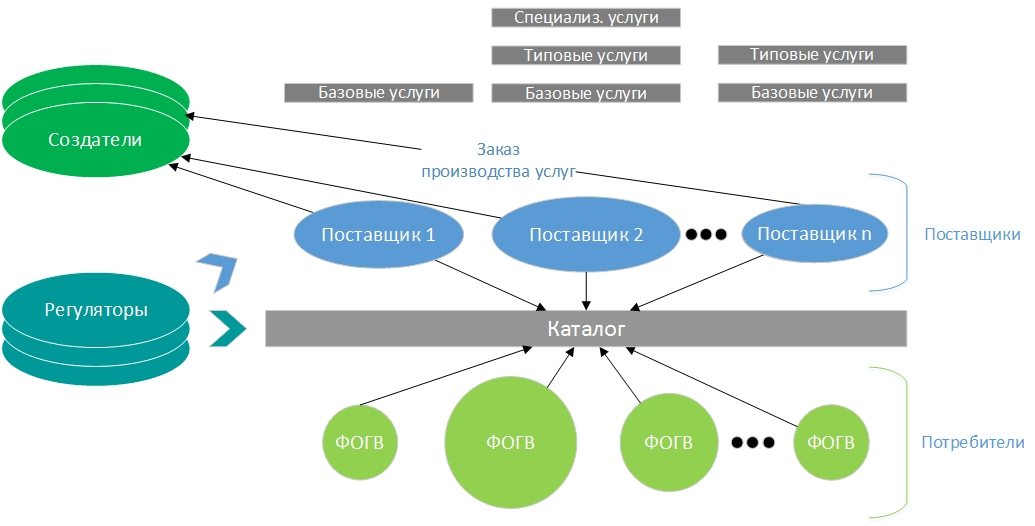 Специализ. услуги
Типовые услуги
Типовые услуги
Базовые услуги
Базовые услуги
Базовые услуги
Создатели
Заказ
производства услуг
Поставщик 1
Поставщик 2
Поставщик n
Поставщики
Регуляторы
Каталог
ФОГВ
ФОГВ
ФОГВ
ФОГВ
Потребители